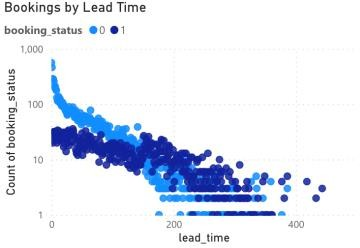 Bookings by Lead Time
booking_status 0 1
1,000
100
10
1
0 200 400
Count of booking_status
lead_time